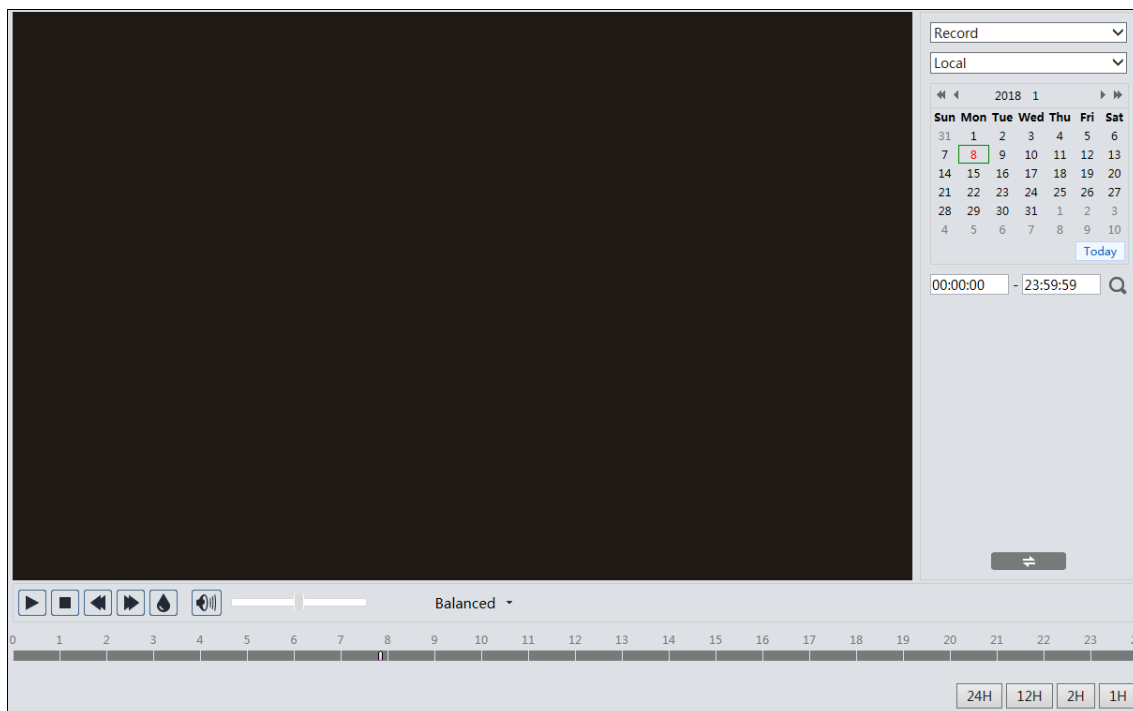 Record
Local
2018 1
Sun Mon Tue Wed Thu Fri Sat
31 1 2 3 4 5 6
7 8 9 10 11 12 13
14 15 16 17 18 19 20
21 22 23 24 25 26 27
28 29 30 31 1 2 3
4 5 6 7 8 9 10
Today
00:00:00 - 23:59:59
Balanced
0 1 2 3 4 5 6 7 8 9 10 11 12 13 14 15 16 17 18 19 20 21 22 23
24H 12H 2H 1H